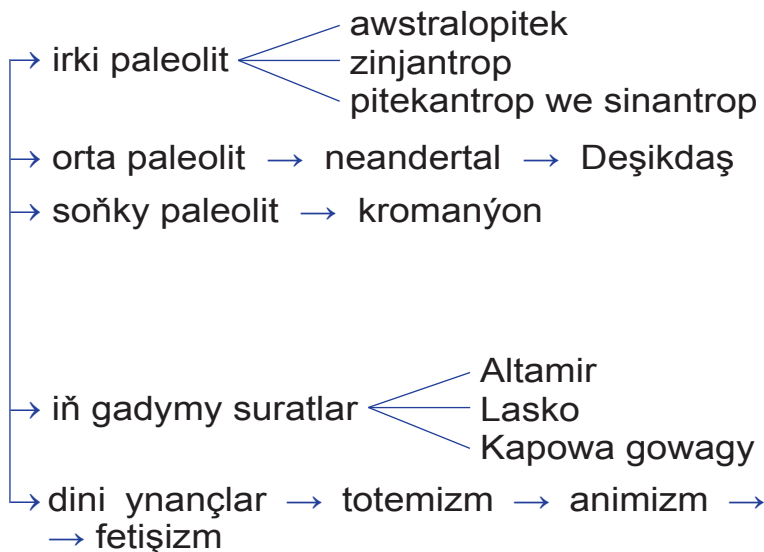 awstralopitek
→ irki paleolit zinjantrop
pitekantrop we sinantrop
→ orta paleolit → neandertal → Deşikdaş
→ soňky paleolit → kromanýon
Altamir
→ iň gadymy suratlar Lasko
Kapowa gowagy
→ dini ynançlar → totemizm → animizm →
→ fetişizm